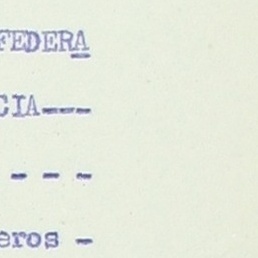 FEDERA
CIA---
- - -
eros -